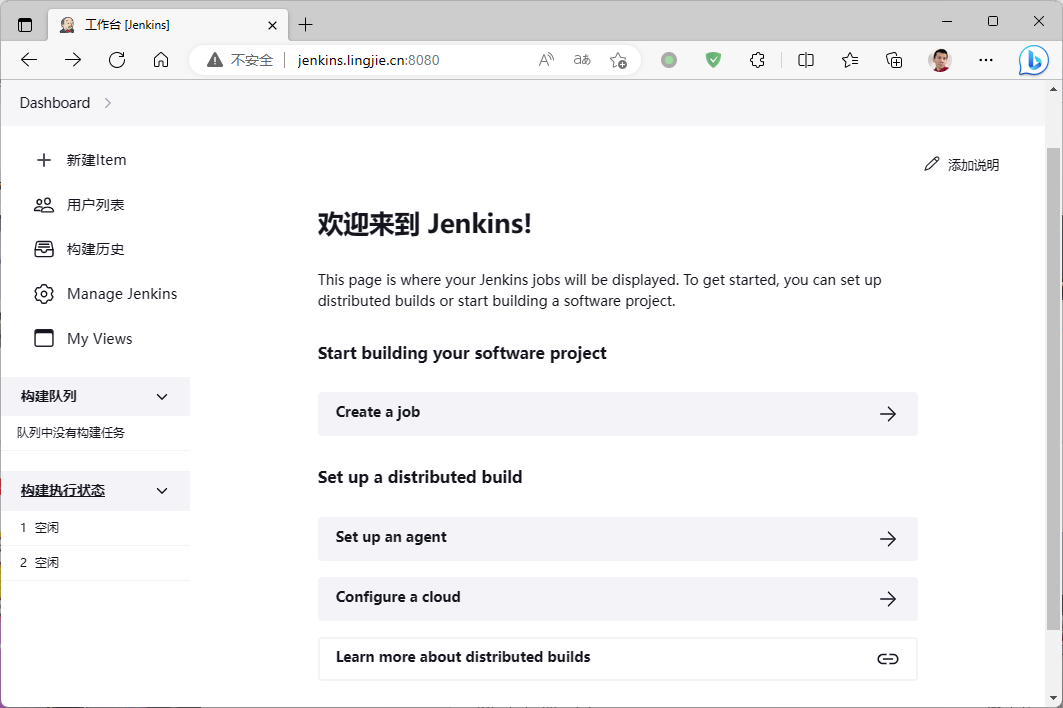 工作台 [Jenkins]
不安全 jenkins.lingjie.cn:8080
Dashboard
新建Item
用户列表
构建历史
Manage Jenkins
My Views
构建队列
队列中没有构建任务
构建执行状态
1 空闲
2 空闲
添加说明
欢迎来到 Jenkins!
This page is where your Jenkins jobs will be displayed. To get started, you can set up
distributed builds or start building a software project.
Start building your software project
Create a job
Set up a distributed build
Set up an agent
Configure a cloud
Learn more about distributed builds